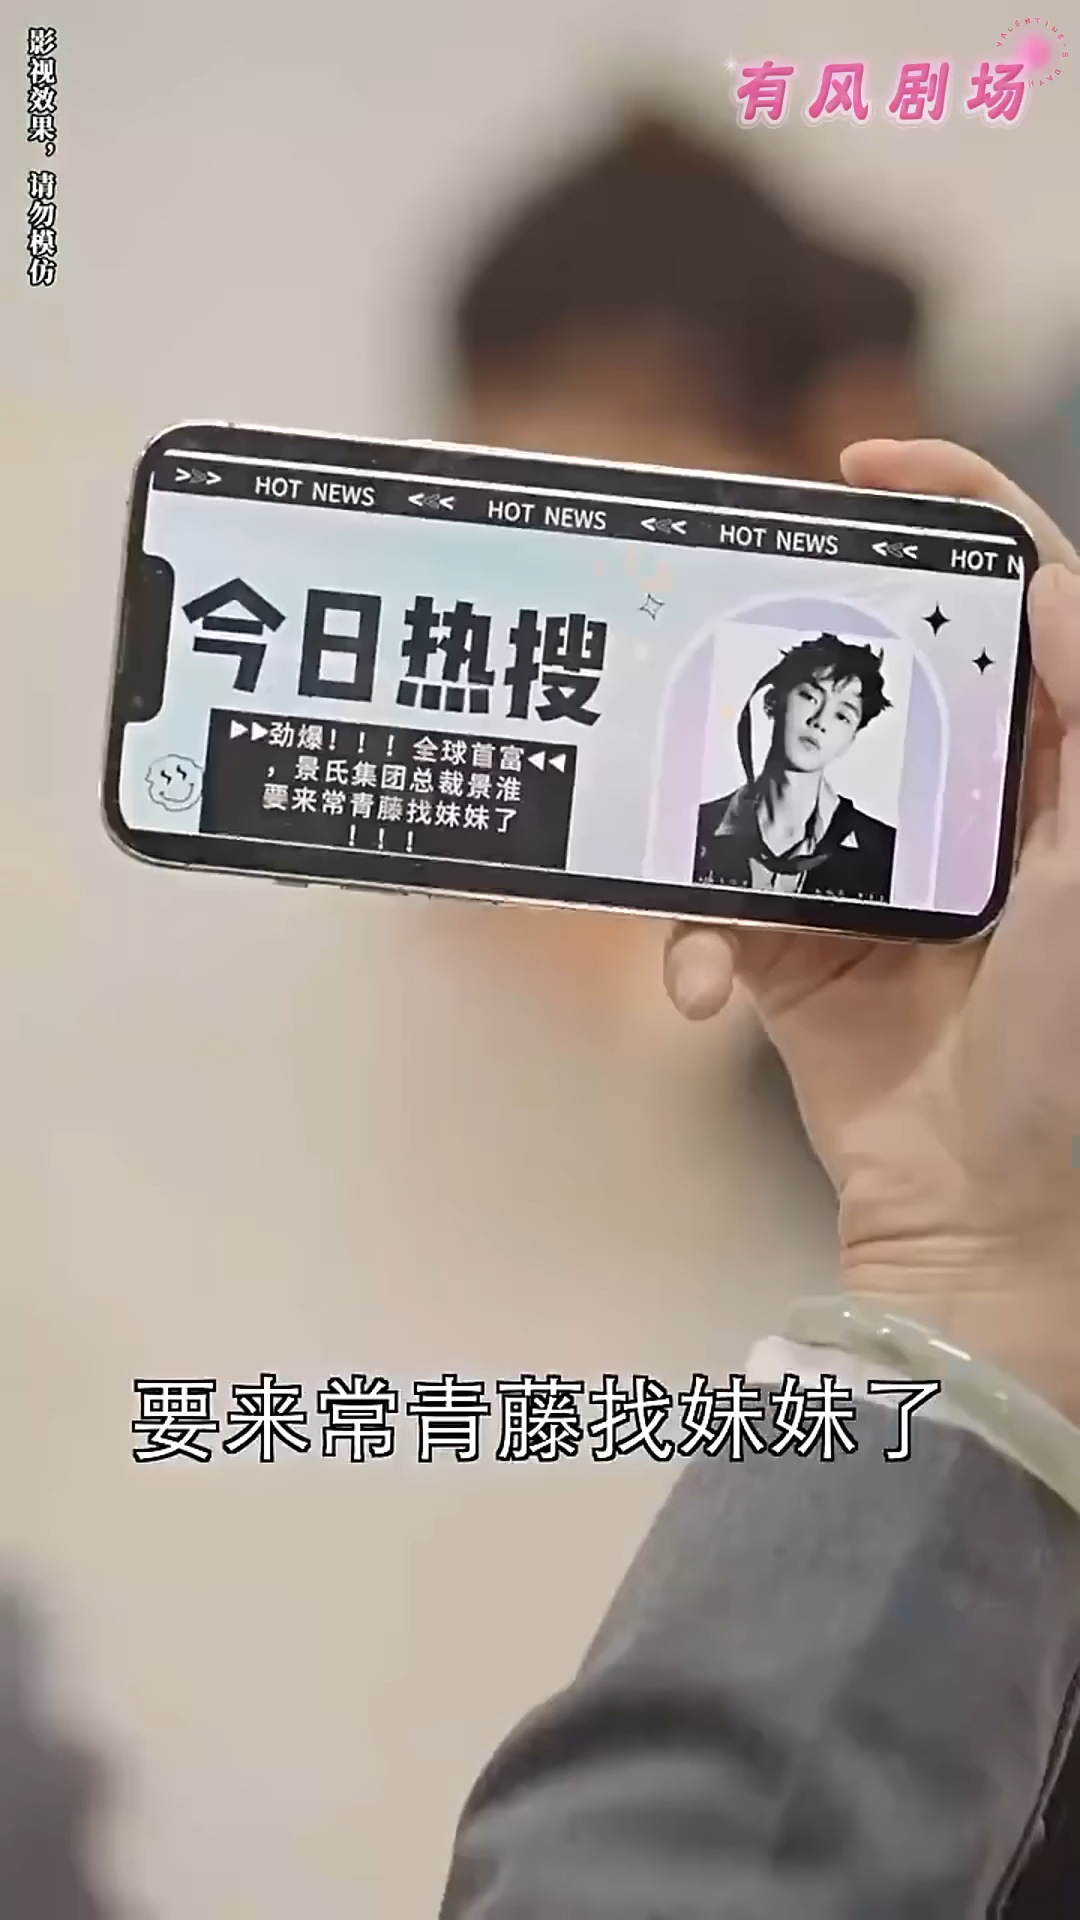 影视效果，请勿模仿
有风剧场
VALENTINE'S DAY
>>> HOT NEWS <<< HOT NEWS <<< HOT NEWS <<< HOT N
今日热搜
▶▶劲爆！！！全球首富◀◀
，景氏集团总裁景淮
要来常青藤找妹妹了
！！！
要来常青藤找妹妹了